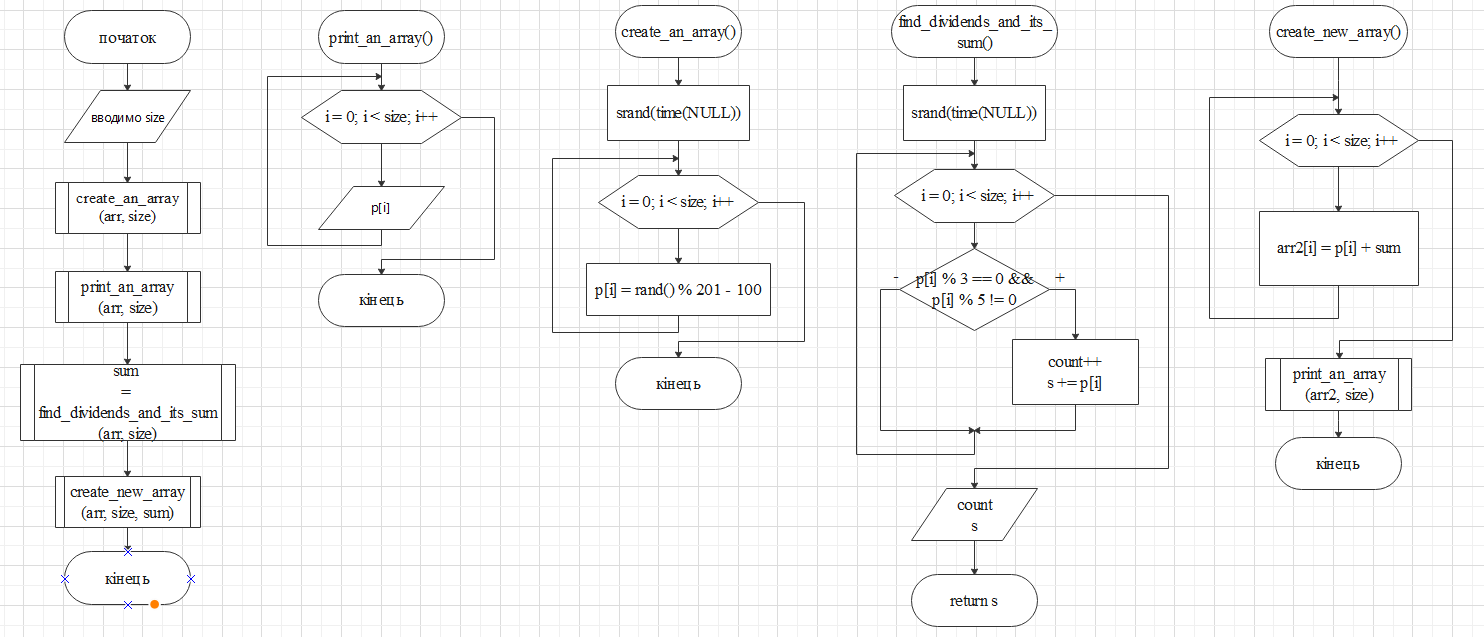 початок
вводимо size
create_an_array
(arr, size)
print_an_array
(arr, size)
sum
=
find_dividends_and_its_sum
(arr, size)
create_new_array
(arr, size, sum)
кінець
print_an_array()
i = 0; i < size; i++
p[i]
кінець
create_an_array()
srand(time(NULL))
i = 0; i < size; i++
p[i] = rand() % 201 - 100
кінець
find_dividends_and_its_
sum()
srand(time(NULL))
i = 0; i < size; i++
- p[i] % 3 == 0 && +
p[i] % 5 != 0
count++
s += p[i]
count
s
return s
create_new_array()
i = 0; i < size; i++
arr2[i] = p[i] + sum
print_an_array
(arr2, size)
кінець